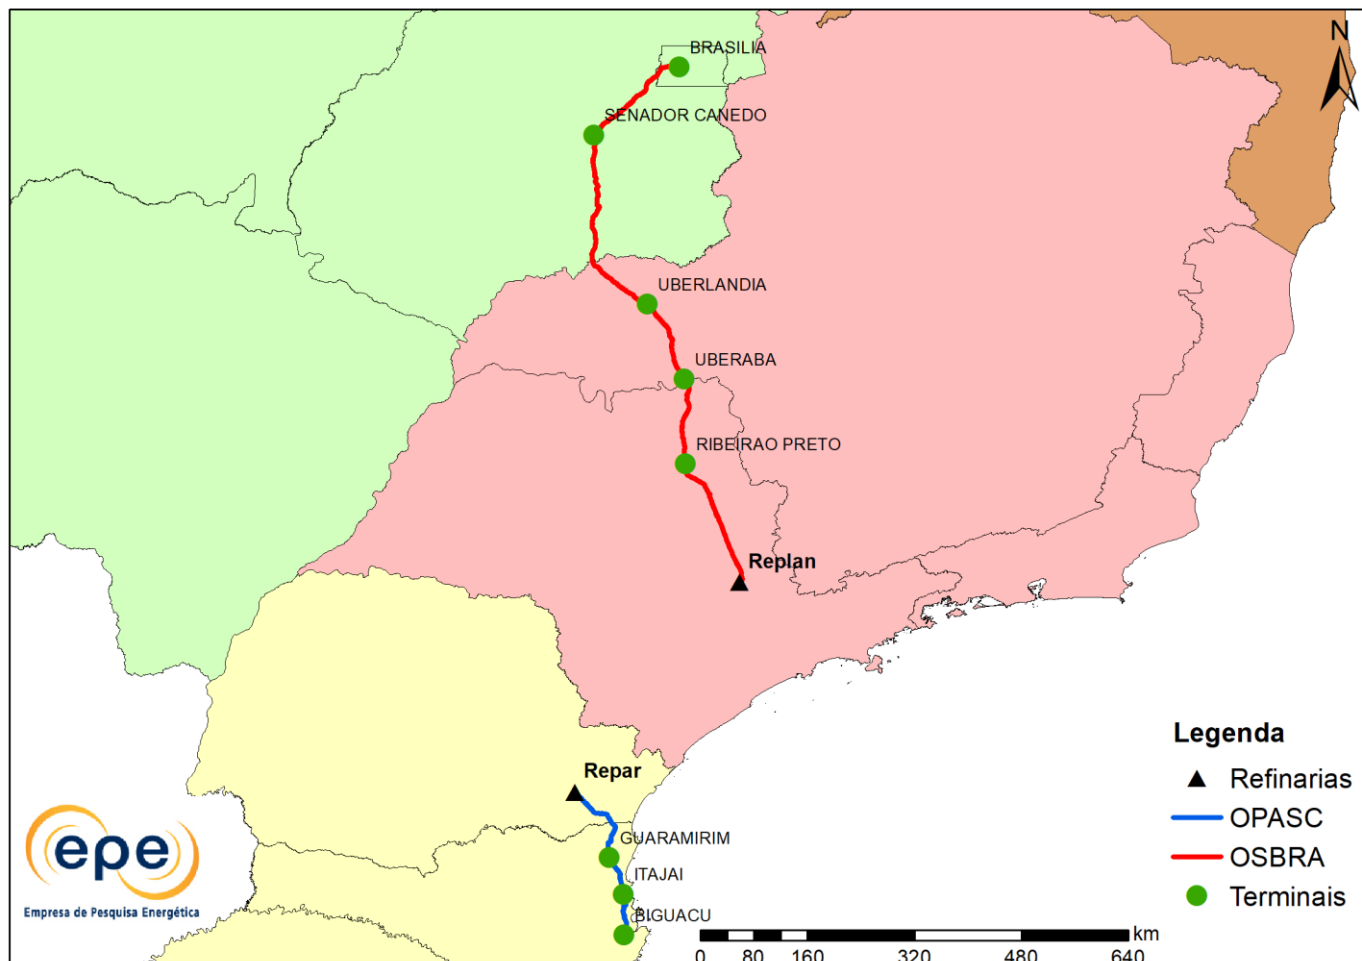 BRASILIA
N
SENADOR CANEDO
UBERLANDIA
UBERABA
RIBEIRAO PRETO
Replan
Repar
GUARAMIRIM
ITAJAI
BIGUACU
Legenda
Refinarias
OPASC
OSBRA
Terminais
epe
Empresa de Pesquisa Energética
km
0 80 160 320 480 640